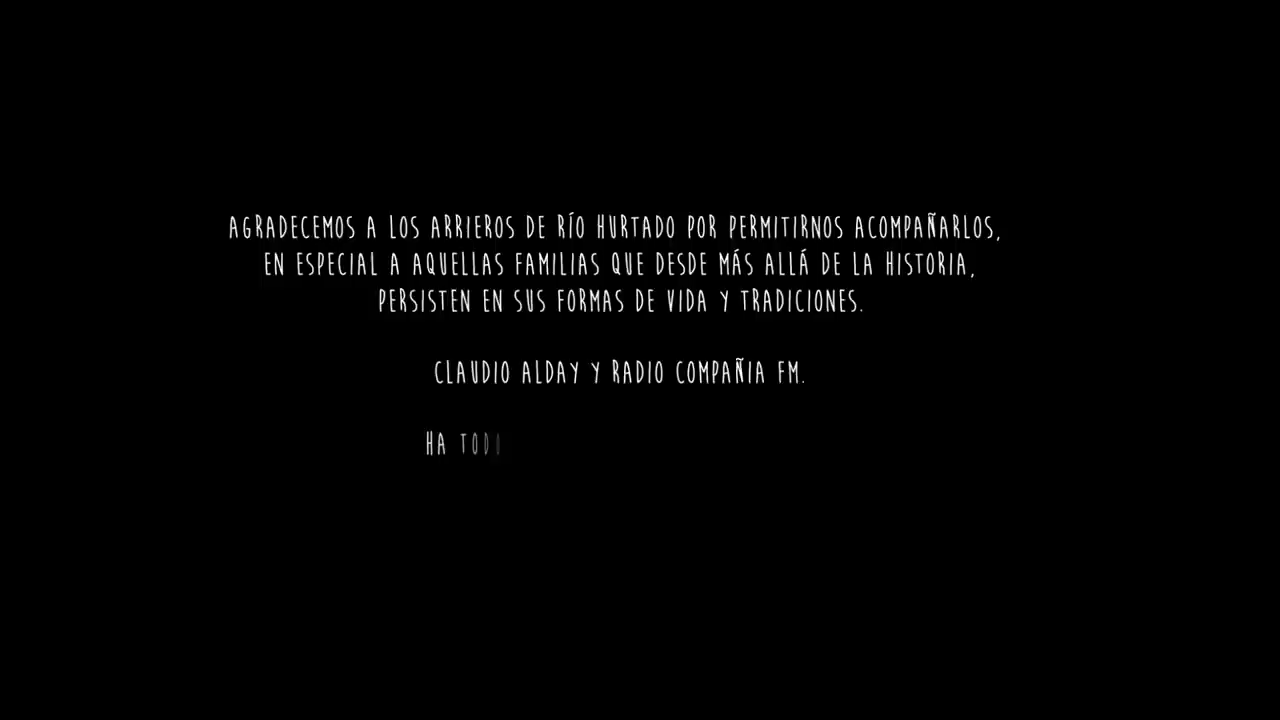 AGRADECEMOS A LOS ARRIEROS DE RÍO HURTADO POR PERMITIRNOS ACOMPAÑARLOS,
EN ESPECIAL A AQUELLAS FAMILIAS QUE DESDE MÁS ALLÁ DE LA HISTORIA,
PERSISTEN EN SUS FORMAS DE VIDA Y TRADICIONES.
CLAUDIO ALDAY Y RADIO COMPAÑIA FM.
HA TODO